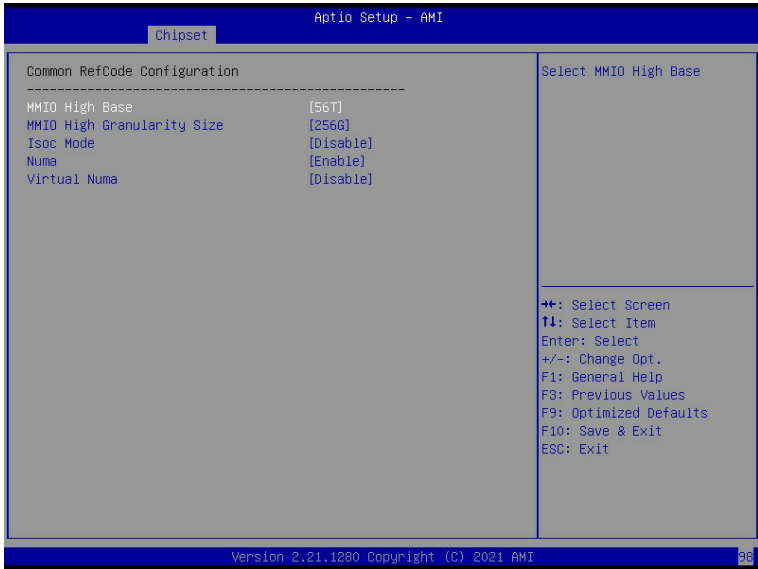 Aptio Setup – AMI
Chipset
Common RefCode Configuration
--------------------------------------------------
MMIO High Base [56T]
MMIO High Granularity Size [256G]
Isoc Mode [Disable]
Numa [Enable]
Virtual Numa [Disable]
Select MMIO High Base
→←: Select Screen
↑↓: Select Item
Enter: Select
+/-: Change Opt.
F1: General Help
F3: Previous Values
F9: Optimized Defaults
F10: Save & Exit
ESC: Exit
Version 2.21.1280 Copyright (C) 2021 AMI
98